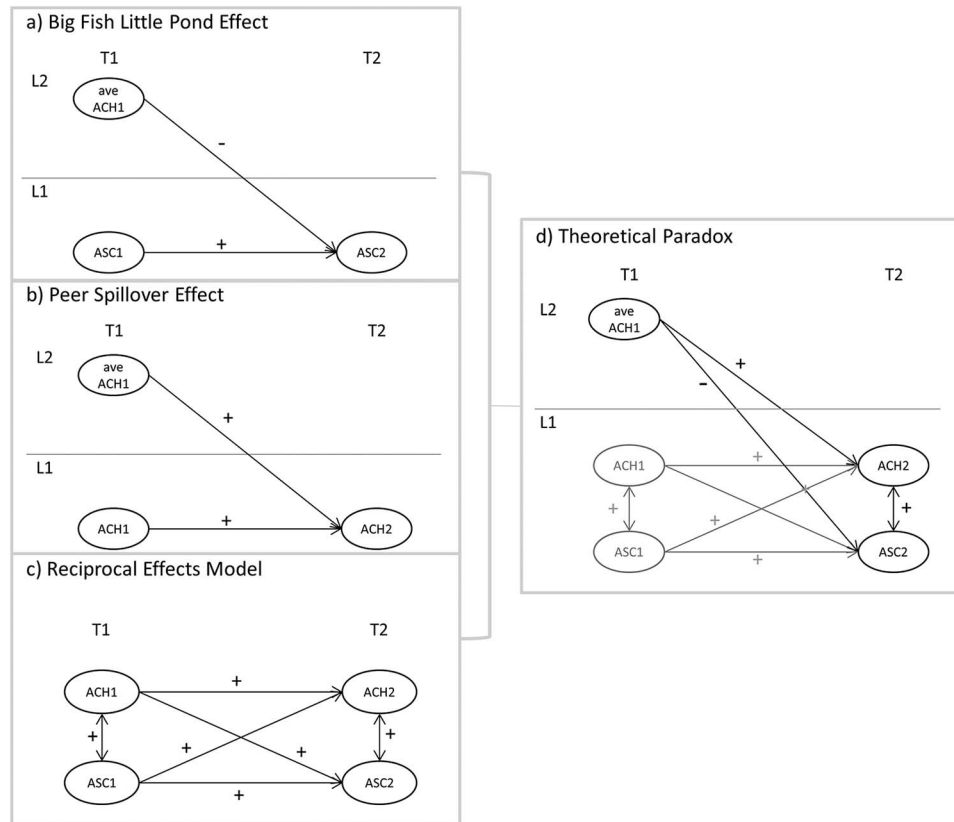 a) Big Fish Little Pond Effect
T1 T2
L2
ave
ACH1
-
L1
ASC1 + ASC2
b) Peer Spillover Effect
T1 T2
L2
ave
ACH1
+
L1
ACH1 + ACH2
c) Reciprocal Effects Model
T1 T2
ACH1 + ACH2
+ + + +
ASC1 + ASC2
d) Theoretical Paradox
T1 T2
L2
ave
ACH1
+
-
L1
ACH1 + ACH2
+ + + +
ASC1 + ASC2